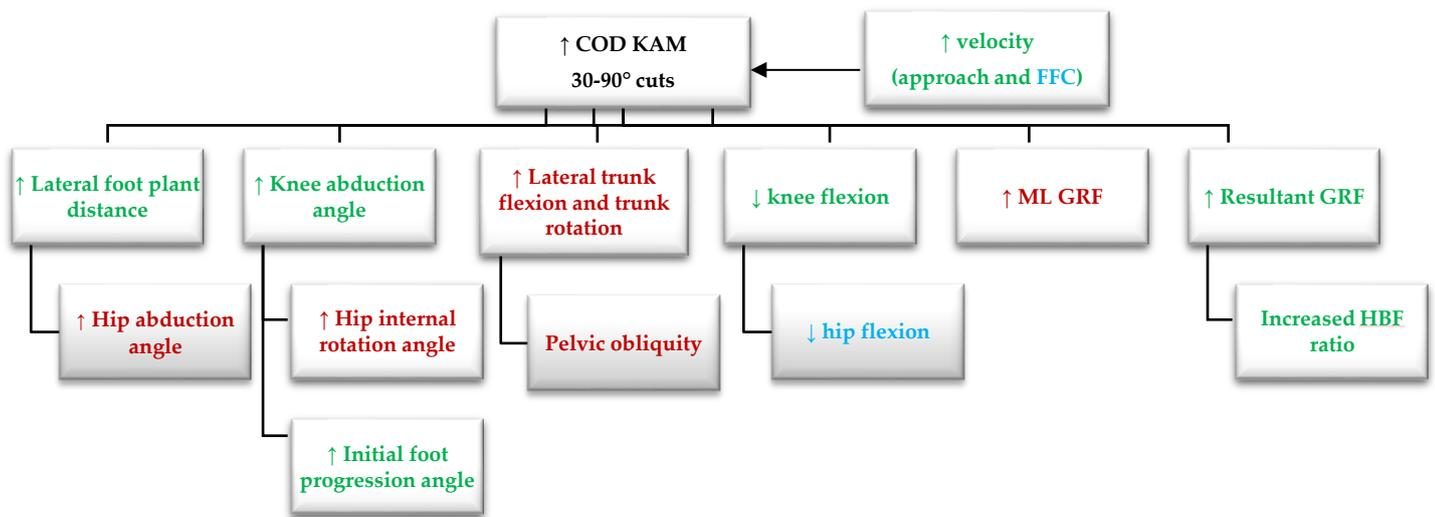 ↑ COD KAM
30-90° cuts
↑ velocity
(approach and FFC)
↑ Lateral foot plant
distance
↑ Knee abduction
angle
↑ Lateral trunk
flexion and trunk
rotation
↓ knee flexion
↑ ML GRF
↑ Resultant GRF
↑ Hip abduction
angle
↑ Hip internal
rotation angle
Pelvic obliquity
↓ hip flexion
Increased HBF
ratio
↑ Initial foot
progression angle